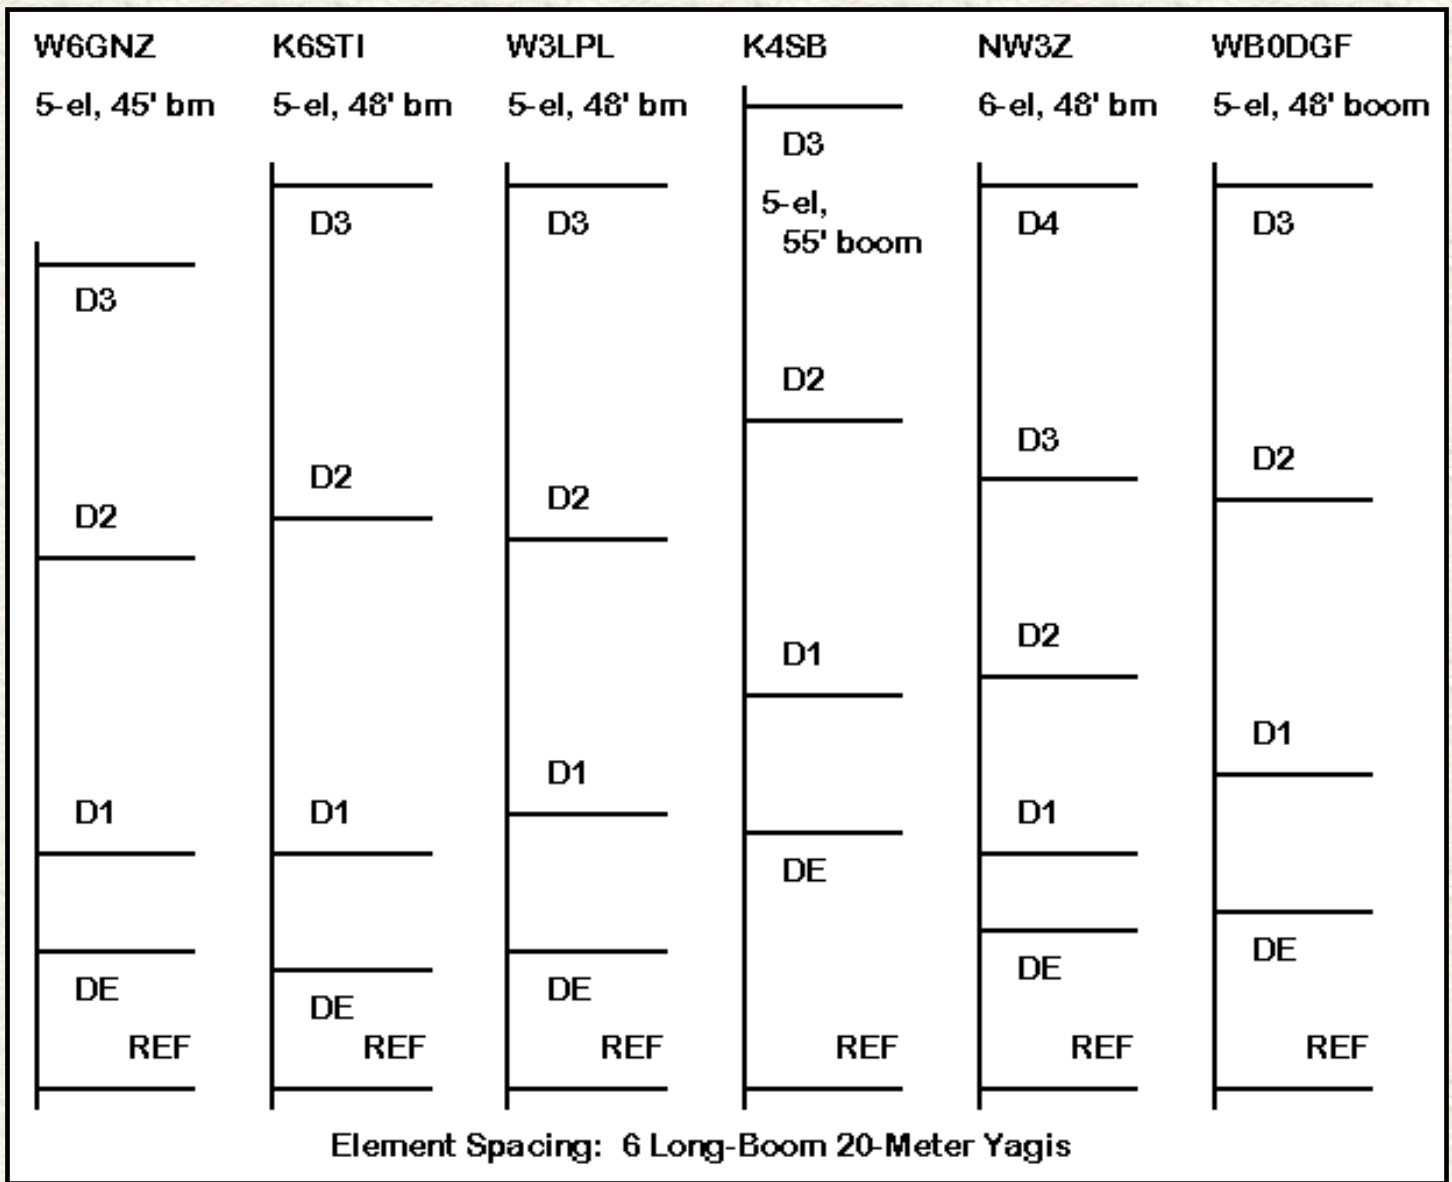 W6GNZ
5-el, 45' bm
D3
D2
D1
DE
REF
K6STI
5-el, 48' bm
D3
D2
D1
DE
REF
W3LPL
5-el, 48' bm
D3
D2
D1
DE
REF
K4SB
D3
5-el,
55' boom
D2
D1
DE
REF
NW3Z
6-el, 48' bm
D4
D3
D2
D1
DE
REF
WB0DGF
5-el, 48' boom
D3
D2
D1
DE
REF
Element Spacing: 6 Long-Boom 20-Meter Yagis